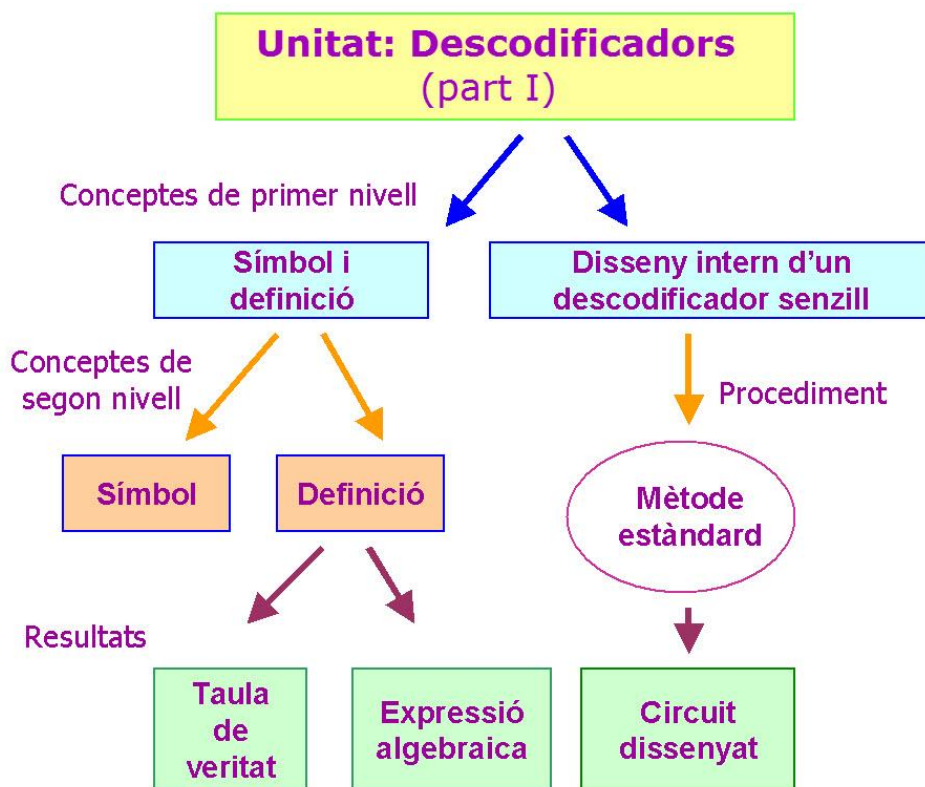 Unitat: Descodificadors
(part I)
Conceptes de primer nivell
Símbol i
definició
Disseny intern d’un
descodificador senzill
Conceptes de
segon nivell
Procediment
Símbol
Definició
Mètode
estàndard
Resultats
Taula
de
veritat
Expressió
algebraica
Circuit
dissenyat